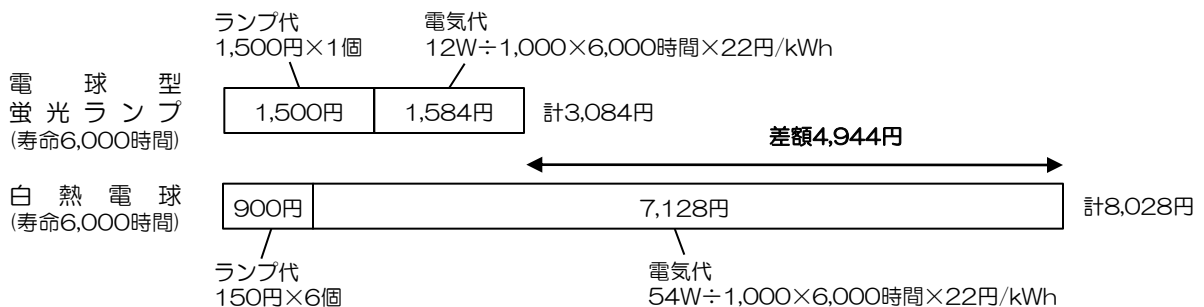 ランプ代
1,500円×1個
電気代
12W÷1,000×6,000時間×22円/kWh
電球型
蛍光ランプ
(寿命6,000時間)
1,500円
1,584円
計3,084円
差額4,944円
白熱電球
(寿命6,000時間)
900円
7,128円
計8,028円
ランプ代
150円×6個
電気代
54W÷1,000×6,000時間×22円/kWh